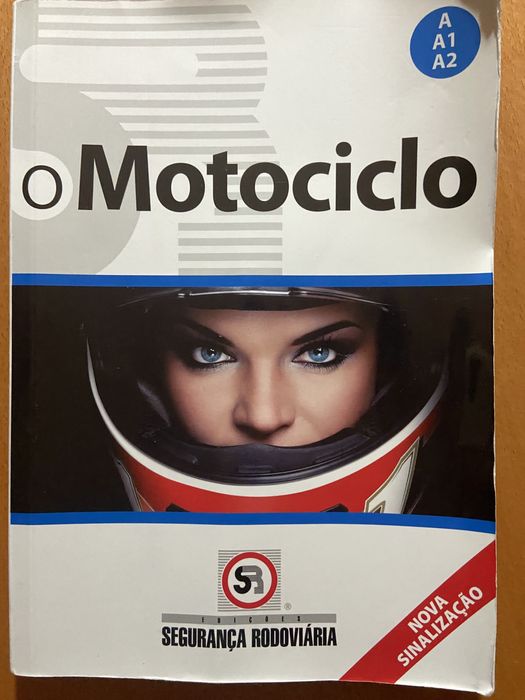 A
A1
A2
O Motociclo
SR
®
EDIÇÕES
SEGURANÇA RODOVIÁRIA
NOVA
SINALIZAÇÃO